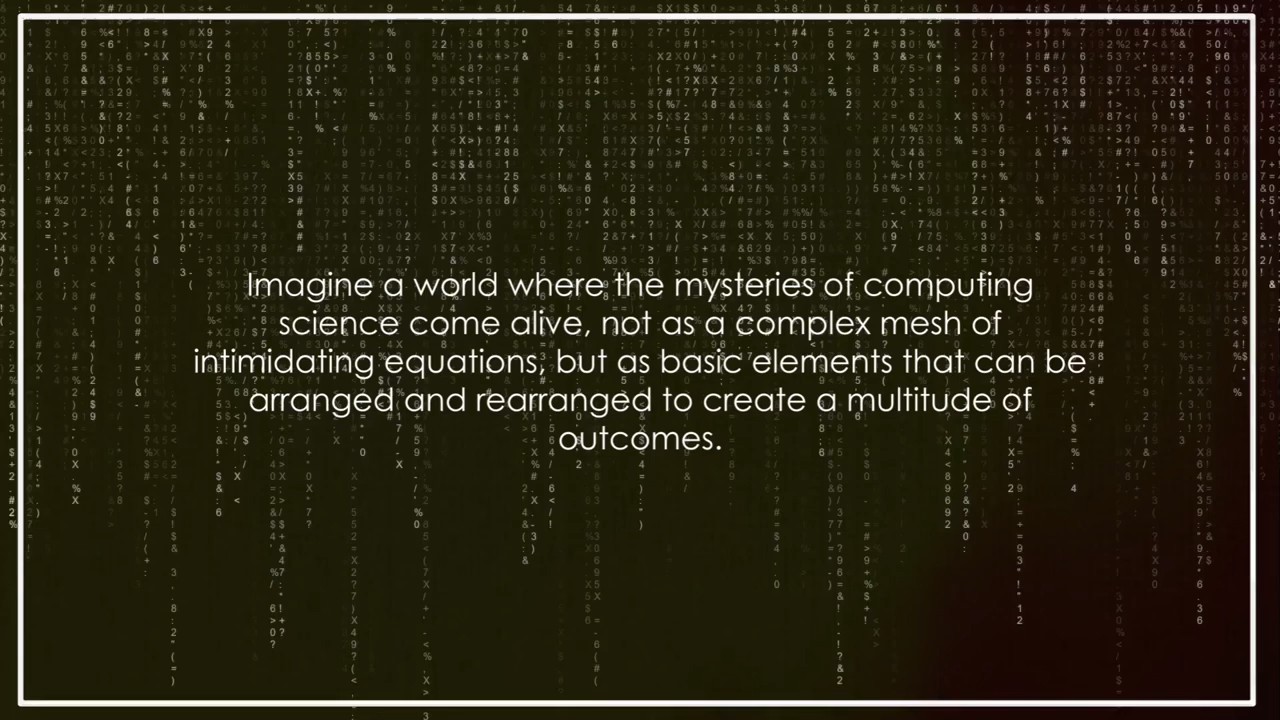 Imagine a world where the mysteries of computing
science come alive, not as a complex mesh of
intimidating equations, but as basic elements that can be
arranged and rearranged to create a multitude of
outcomes.